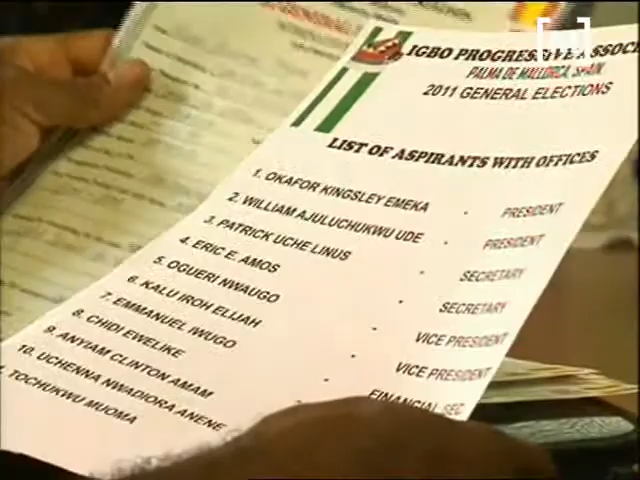 IGBO PROGRESSIVE ASSOC
PALMA DE MALLORCA, SPAIN
2011 GENERAL ELECTIONS
LIST OF ASPIRANTS WITH OFFICES
1. OKAFOR KINGSLEY EMEKA - PRESIDENT
2. WILLIAM AJULUCHUKWU UDE - PRESIDENT
3. PATRICK UCHE LINUS - SECRETARY
4. ERIC E. AMOS - SECRETARY
5. OGUERI NWAUGO - VICE PRESIDENT
6. KALU IROH ELIJAH - VICE PRESIDENT
7. EMMANUEL IWUGO - FINANCIAL SEC
8. CHIDI EWELIKE
9. ANYIAM CLINTON AMAM
10. UCHENNA NWADIORA ANENE
TOCHUKWU MUOMA